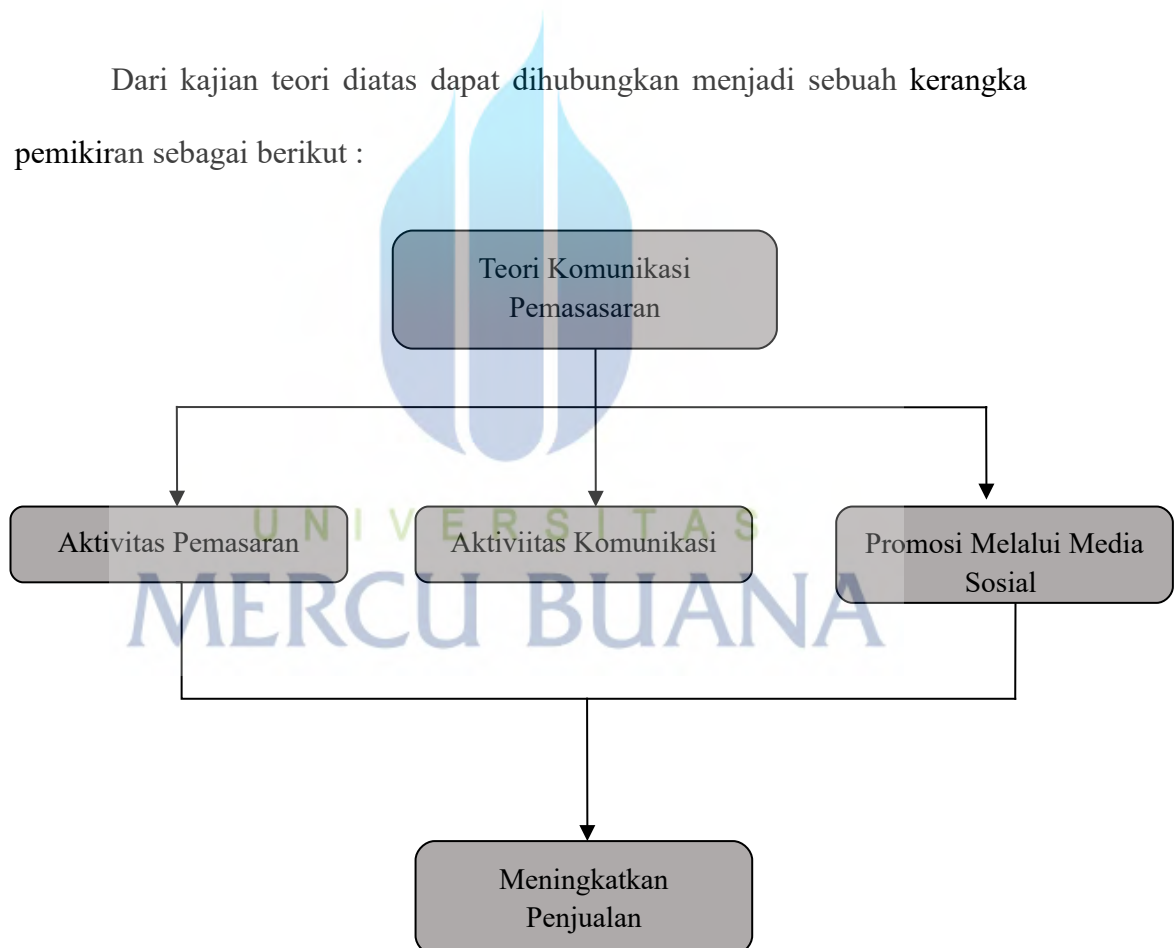 Dari kajian teori diatas dapat dihubungkan menjadi sebuah kerangka
pemikiran sebagai berikut :
Teori Komunikasi
Pemasasaran
Aktivitas Pemasaran
Aktiviitas Komunikasi
Promosi Melalui Media
Sosial
UNIVERSITAS
MERCU BUANA
Meningkatkan
Penjualan